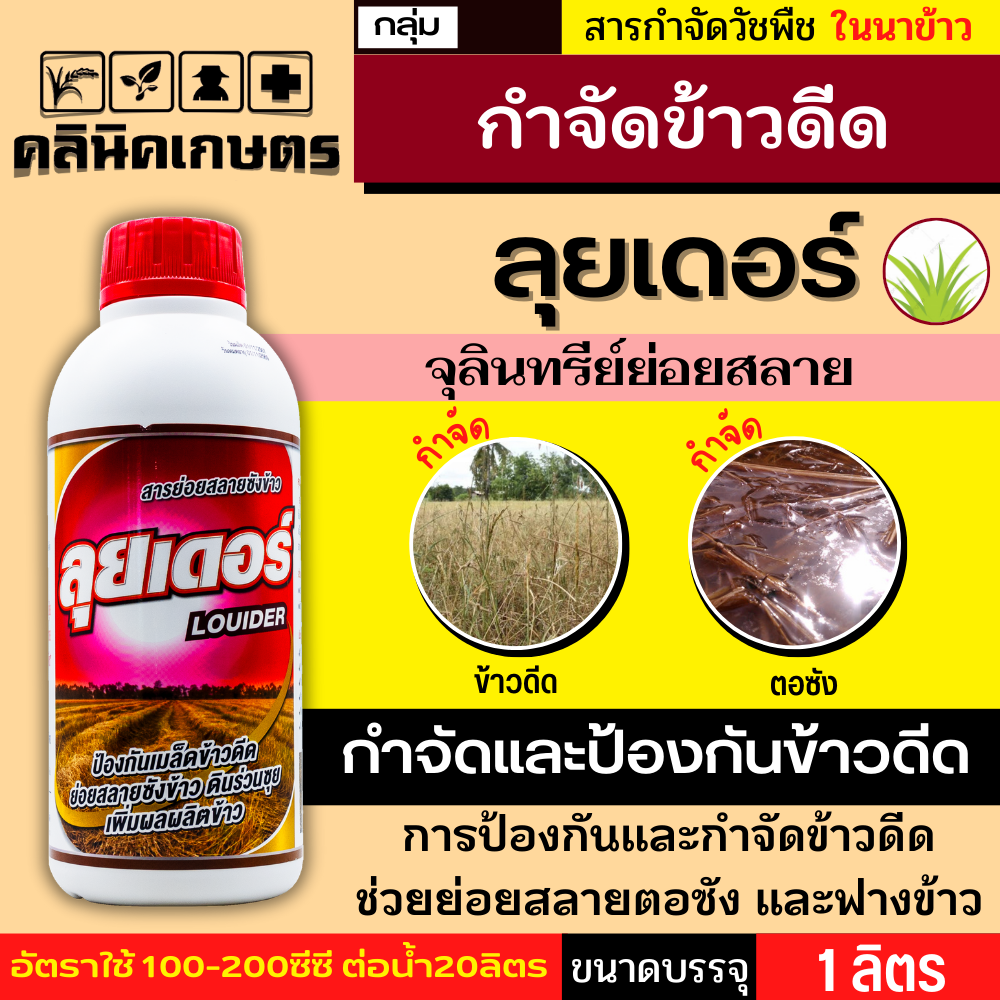 กลุ่ม
สารกำจัดวัชพืช ในนาข้าว
คลินิคเกษตร
กำจัดข้าวดีด
ลุยเดอร์
จุลินทรีย์ย่อยสลาย
กำจัด
กำจัด
ข้าวดีด
ตอซัง
สารย่อยสลายซังข้าว
ลุยเดอร์
LOUIDER
ป้องกันเมล็ดข้าวดีด
ย่อยสลายซังข้าว ดินร่วนซุย
เพิ่มผลผลิตข้าว
กำจัดและป้องกันข้าวดีด
การป้องกันและกำจัดข้าวดีด
ช่วยย่อยสลายตอซัง และฟางข้าว
อัตราใช้ 100-200ซีซี ต่อน้ำ20ลิตร
ขนาดบรรจุ
1 ลิตร